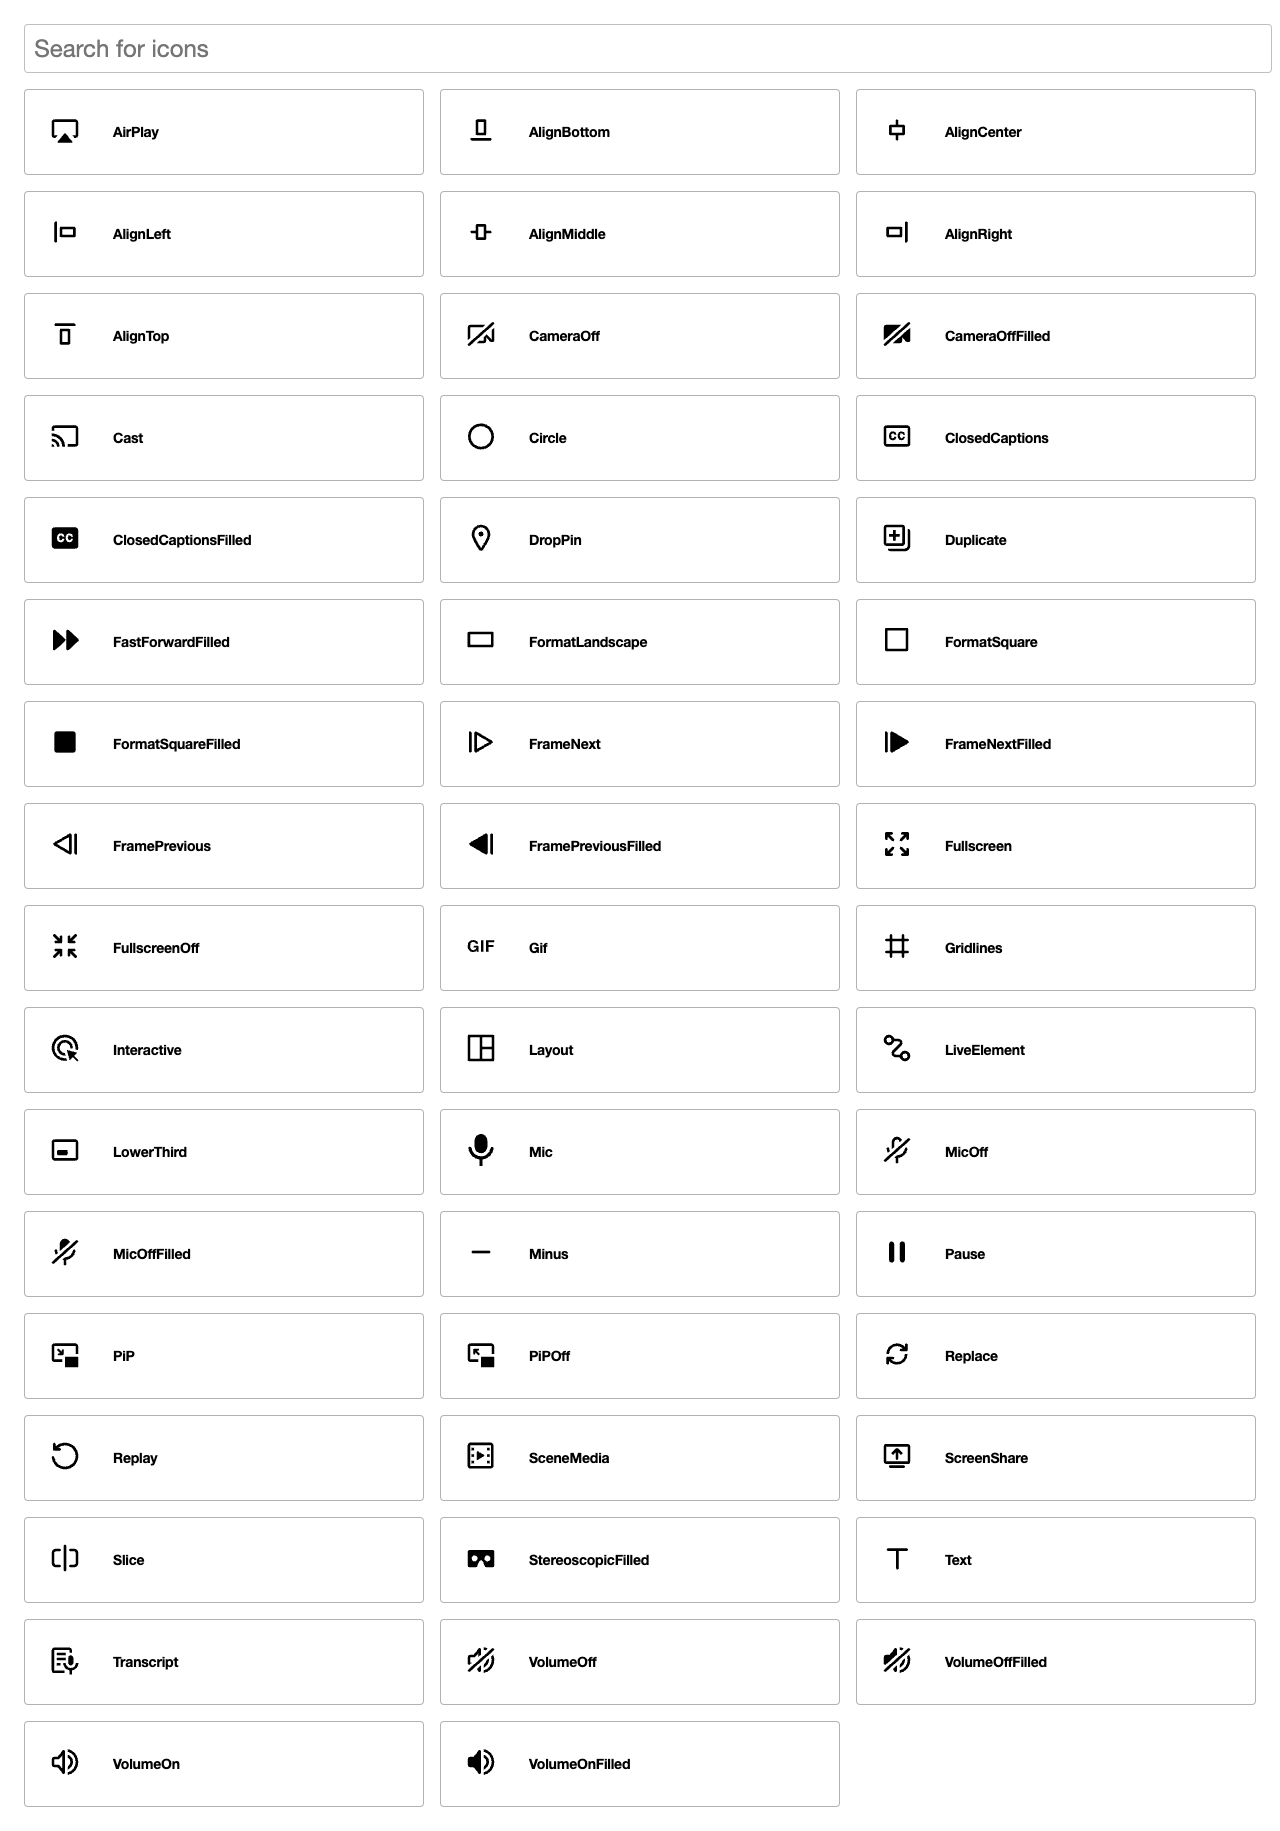 Search for icons
AirPlay
AlignBottom
AlignCenter
AlignLeft
AlignMiddle
AlignRight
AlignTop
CameraOff
CameraOffFilled
Cast
Circle
CC
ClosedCaptions
CC
ClosedCaptionsFilled
DropPin
Duplicate
FastForwardFilled
FormatLandscape
FormatSquare
FormatSquareFilled
FrameNext
FrameNextFilled
FramePrevious
FramePreviousFilled
Fullscreen
FullscreenOff
GIF
Gif
Gridlines
Interactive
Layout
LiveElement
LowerThird
Mic
MicOff
MicOffFilled
Minus
Pause
PiP
PiPOff
Replace
Replay
SceneMedia
ScreenShare
Slice
StereoscopicFilled
T
Text
Transcript
VolumeOff
VolumeOffFilled
VolumeOn
VolumeOnFilled